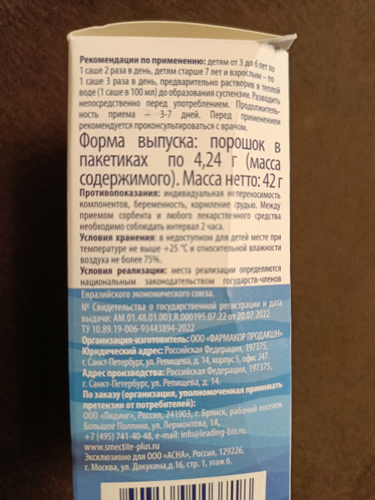 Рекомендации по применению: детям от 3 до 6 лет по
1 саше 2 раза в день, детям старше 7 лет и взрослым – по
1 саше 3 раза в день, предварительно растворив в теплой
воде (1 саше в 100 мл) до образования суспензии. Разводить
непосредственно перед употреблением. Продолжитель-
ность приема – 3-7 дней. Перед применением
рекомендуется проконсультироваться с врачом.
Форма выпуска: порошок в
пакетиках по 4,24 г (масса
содержимого). Масса нетто: 42 г
Противопоказания: индивидуальная непереносимость
компонентов, беременность, кормление грудью. Между
приемом сорбента и любого лекарственного средства
необходимо соблюдать интервал 2 часа.
Условия хранения: в недоступном для детей месте при
температуре не выше +25 °С и относительной влажности
воздуха не более 75%.
Условия реализации: места реализации определяются
национальным законодательством государств-членов
Евразийского экономического союза.
№ Свидетельства о государственной регистрации и дата
выдачи: AM.01.48.01.003.R.000195.07.22 от 20.07.2022
ТУ 10.89.19-006-93443894-2022
Организация-изготовитель: ООО «ФАРМАКОР ПРОДАКШН»
Юридический адрес: Российская Федерация, 197375,
г. Санкт-Петербург, ул. Репищева, д. 14, корпус 5, офис 247.
Адрес производства: Российская Федерация, 197375,
г. Санкт-Петербург, ул. Репищева, д. 14.
По заказу (организация, уполномоченная принимать
претензии от потребителей):
ООО «Лидинг», Россия, 241903, г. Брянск, рабочий поселок
Большое Полпино, ул. Лермонтова, 1А,
+7 (495) 741-40-48, e-mail: info@leading-bio.ru.
www.smectite-plus.ru
Эксклюзивно для ООО «АСНА», Россия, 129226,
г. Москва, ул. Докукина,д.16, стр. 1, этаж 6.